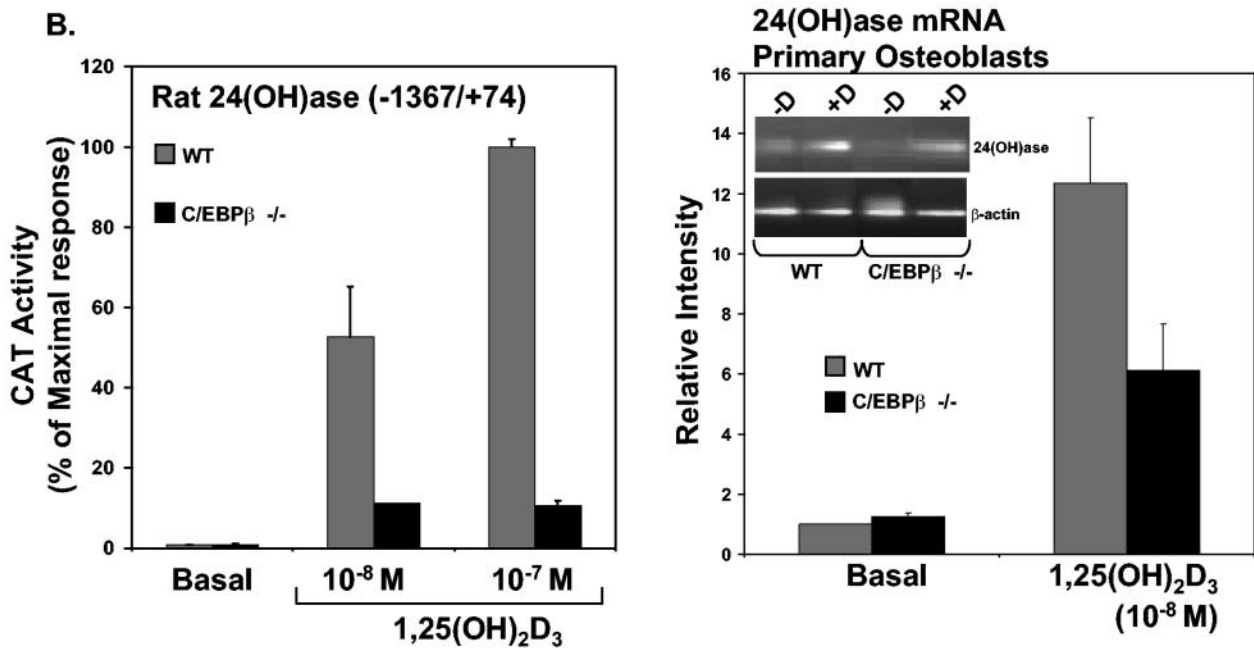 B.
120
100
80
60
40
20
0
CAT Activity
(% of Maximal response)
Rat 24(OH)ase (-1367/+74)
WT
C/EBPβ -/-
Basal
10⁻⁸ M
10⁻⁷ M
1,25(OH)₂D₃
24(OH)ase mRNA
Primary Osteoblasts
16
14
12
10
8
6
4
2
0
Relative Intensity
-D +D -D +D
24(OH)ase
β-actin
WT C/EBPβ -/-
WT
C/EBPβ -/-
Basal
1,25(OH)₂D₃
(10⁻⁸ M)